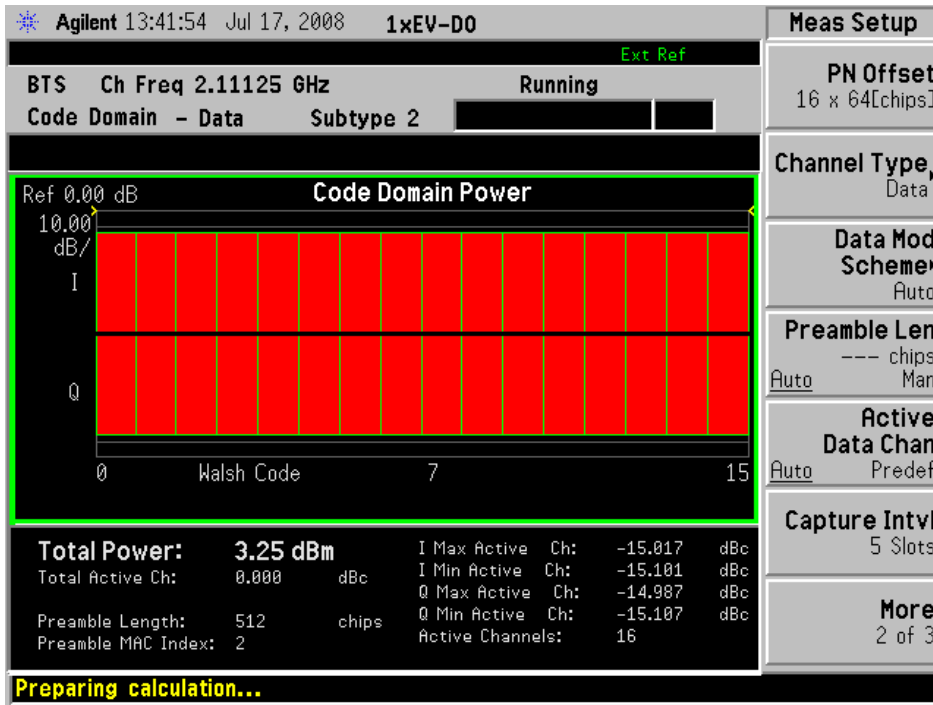 Agilent 13:41:54 Jul 17, 2008 1xEV-DO
Ext Ref
BTS Ch Freq 2.11125 GHz Running
Code Domain - Data Subtype 2
Ref 0.00 dB Code Domain Power
10.00
dB/
I
Q
0 Walsh Code 7 15
Total Power: 3.25 dBm
Total Active Ch: 0.000 dBc
Preamble Length: 512 chips
Preamble MAC Index: 2
I Max Active Ch: -15.017 dBc
I Min Active Ch: -15.101 dBc
Q Max Active Ch: -14.987 dBc
Q Min Active Ch: -15.107 dBc
Active Channels: 16
Preparing calculation...
Meas Setup
PN Offset
16 x 64[chips]
Channel Type
Data
Data Mod
Scheme
Auto
Preamble Len
--- chips
Auto Man
Active
Data Chan
Auto Predef
Capture Intvl
5 Slots
More
2 of 3